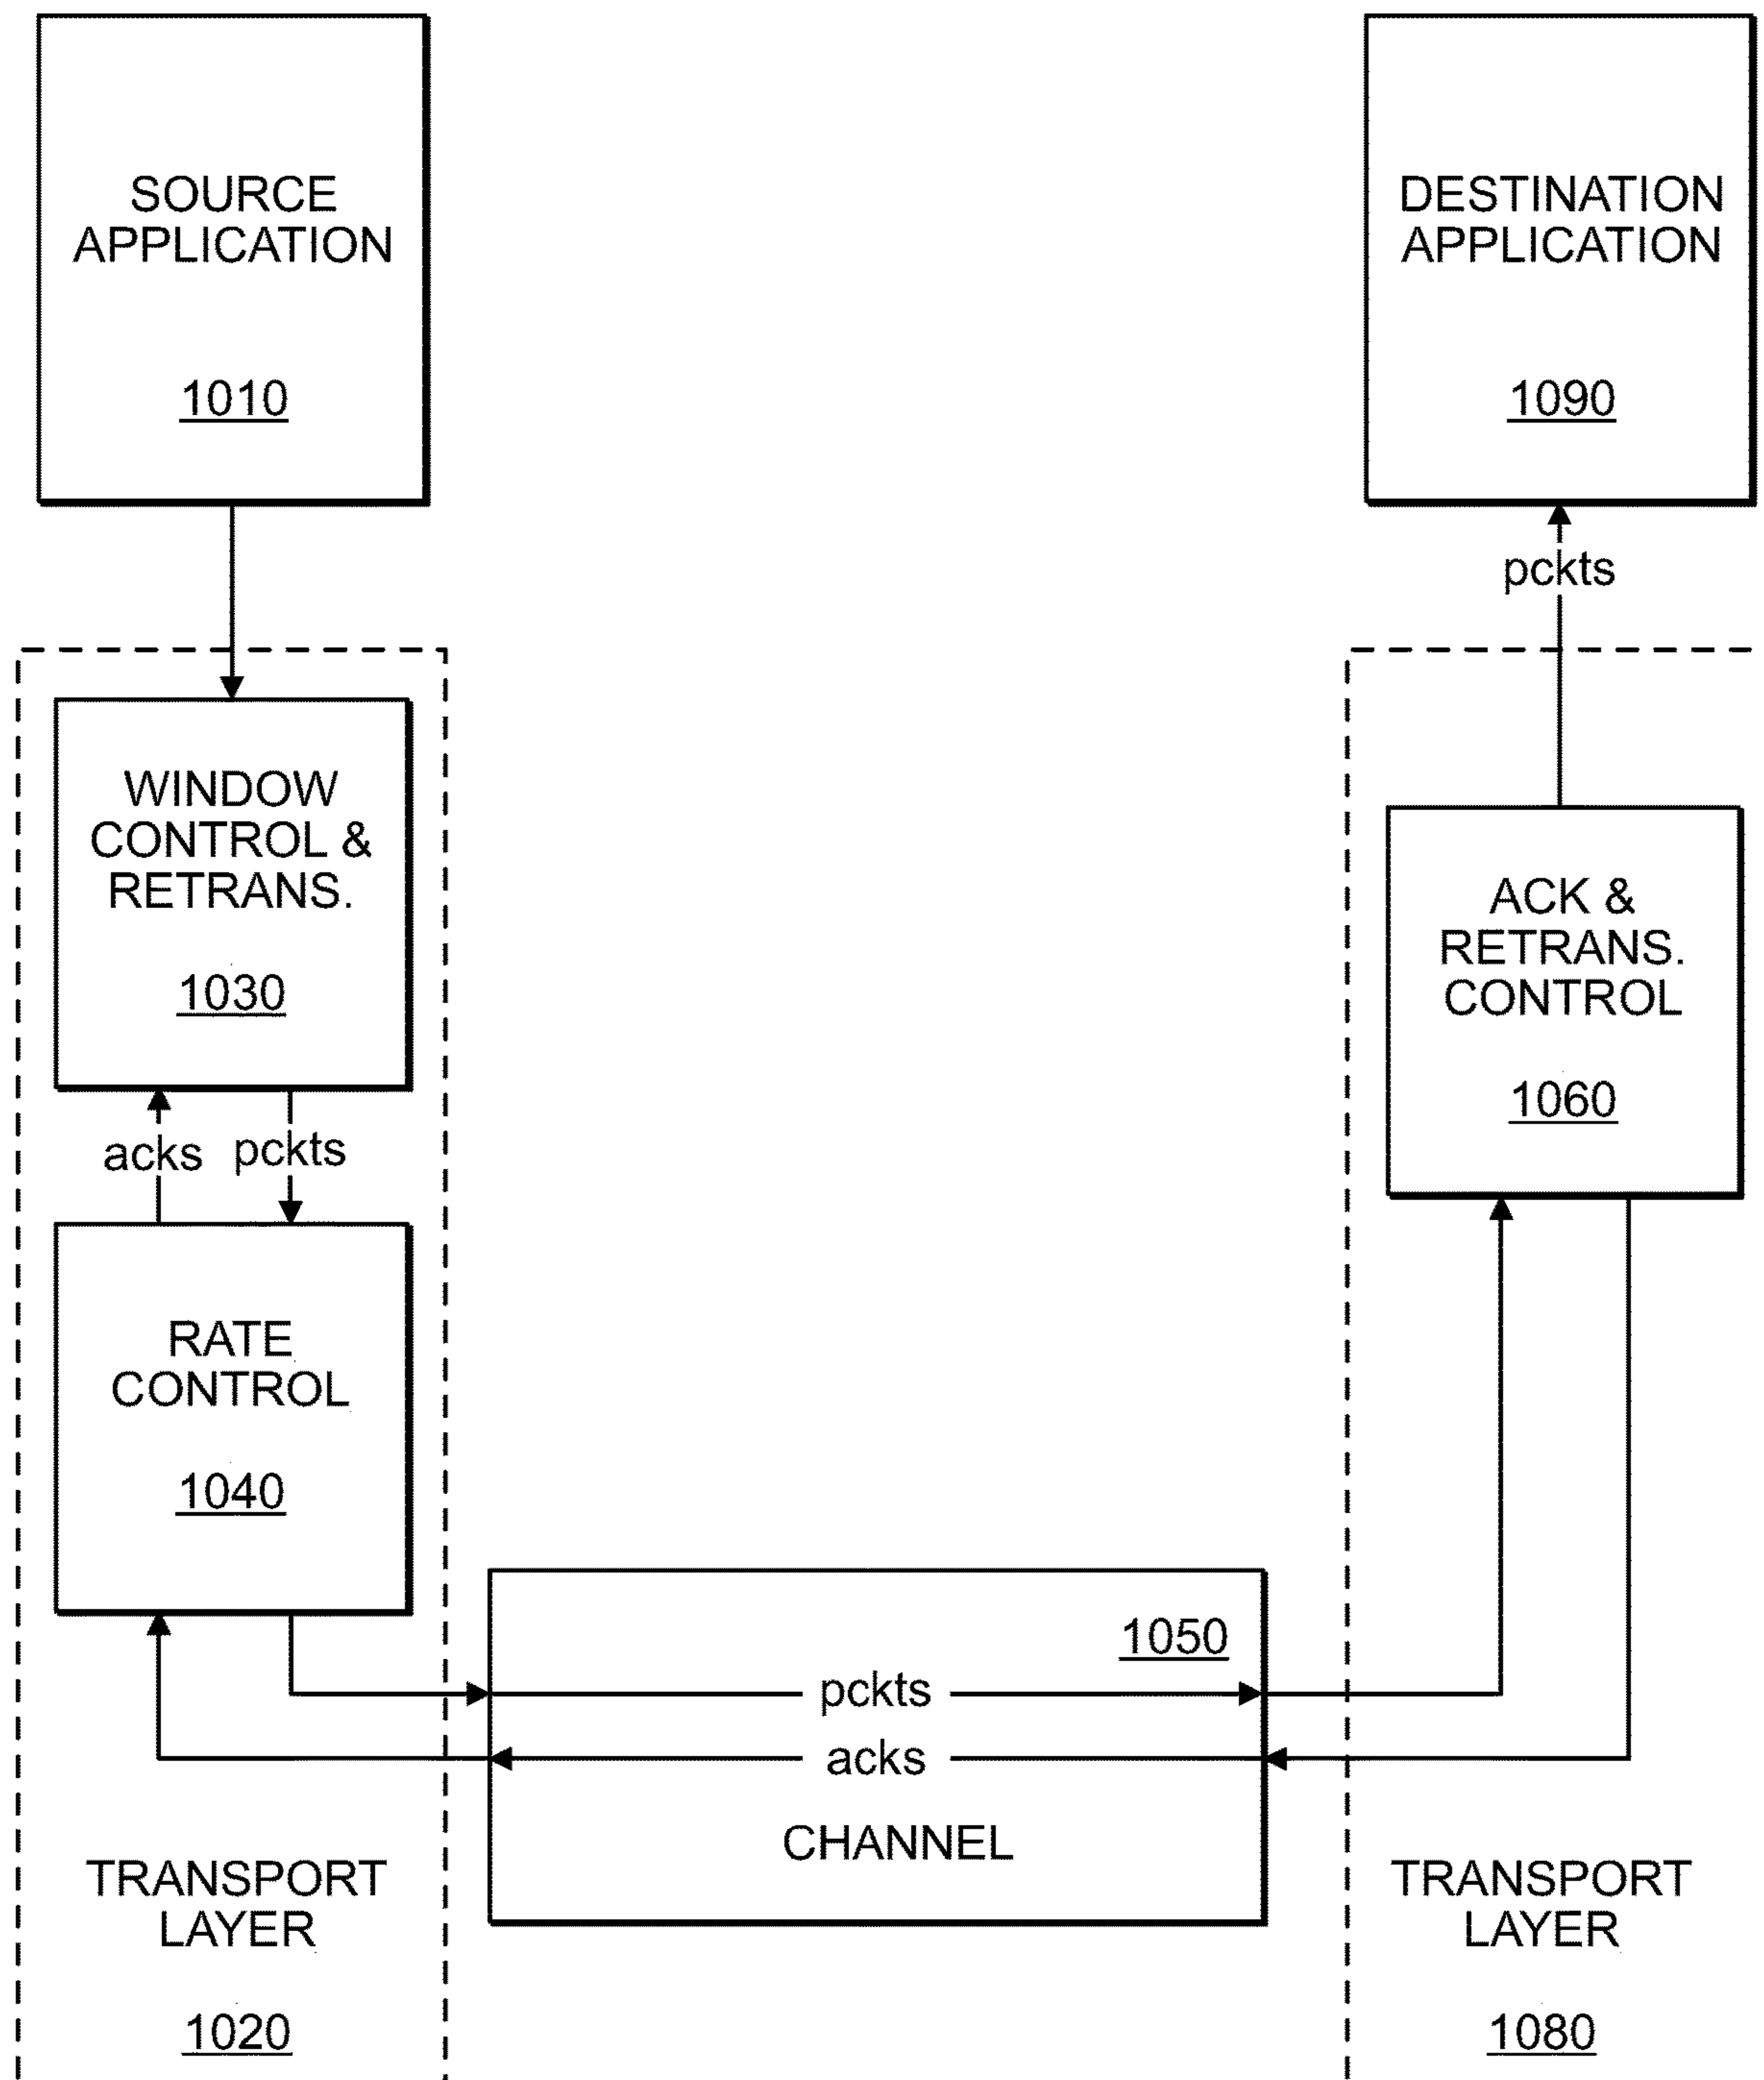 SOURCE
APPLICATION
1010
DESTINATION
APPLICATION
1090
pckts
WINDOW
CONTROL &
RETRANS.
1030
acks
pckts
RATE
CONTROL
1040
ACK &
RETRANS.
CONTROL
1060
1050
pckts
acks
CHANNEL
TRANSPORT
LAYER
1020
TRANSPORT
LAYER
1080